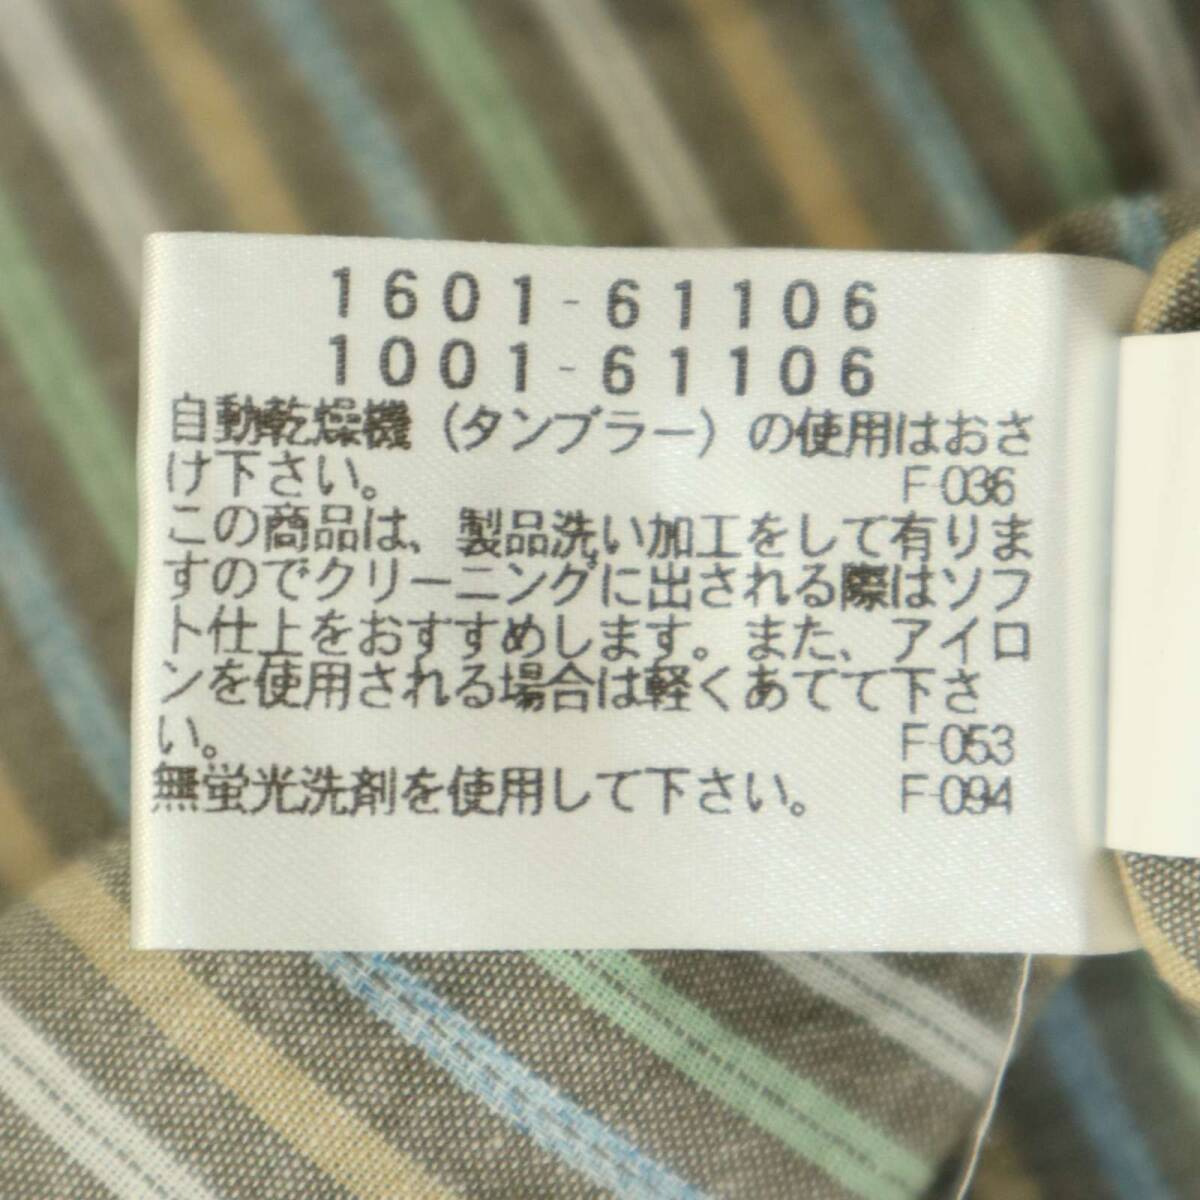 1601-61106
1001-61106
自動乾燥機（タンブラー）の使用はおさ
け下さい。 F-036
この商品は、製品洗い加工をして有りま
すのでクリーニングに出される際はソフ
ト仕上をおすすめします。また、アイロ
ンを使用される場合は軽くあてて下さ
い。 F-053
無蛍光洗剤を使用して下さい。 F-094